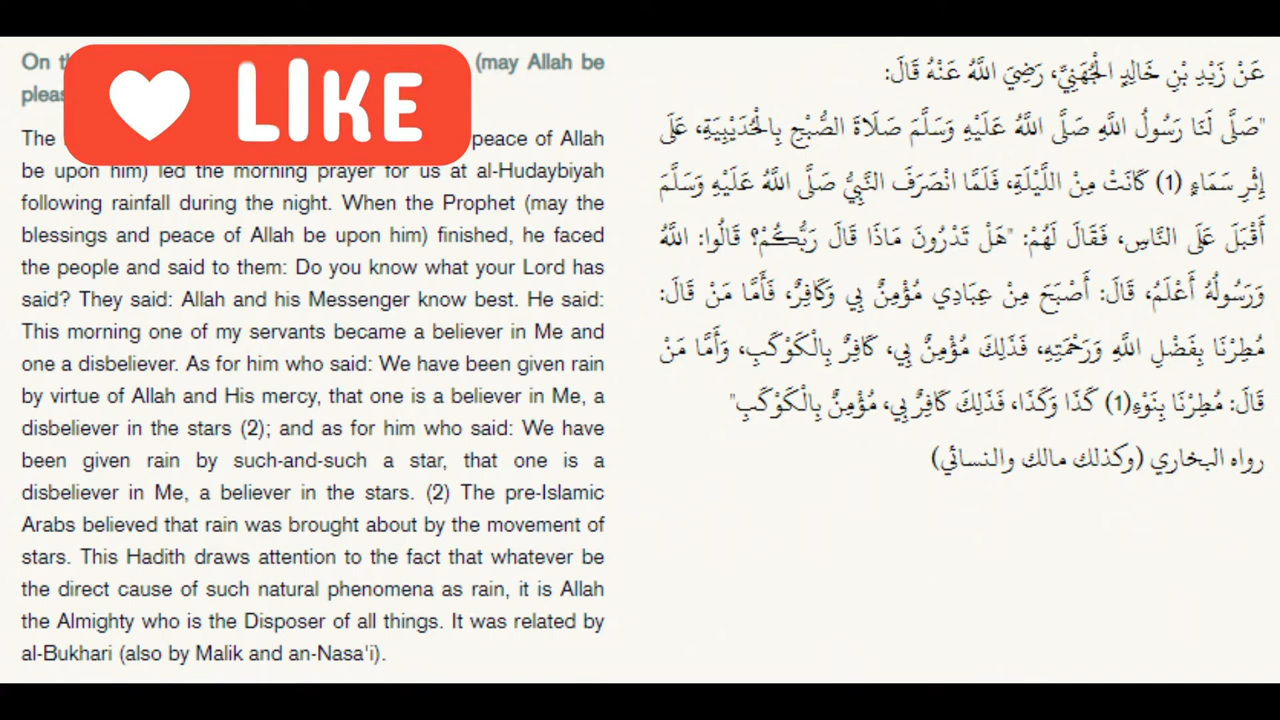 LIKE
On (may Allah be
The peace of Allah
be upon him) led the morning prayer for us at al-Hudaybiyah
following rainfall during the night. When the Prophet (may the
blessings and peace of Allah be upon him) finished, he faced
the people and said to them: Do you know what your Lord has
said? They said: Allah and his Messenger know best. He said:
This morning one of my servants became a believer in Me and
one a disbeliever. As for him who said: We have been given rain
by virtue of Allah and His mercy, that one is a believer in Me, a
disbeliever in the stars (2); and as for him who said: We have
been given rain by such-and-such a star, that one is a
disbeliever in Me, a believer in the stars. (2) The pre-Islamic
Arabs believed that rain was brought about by the movement of
stars. This Hadith draws attention to the fact that whatever be
the direct cause of such natural phenomena as rain, it is Allah
the Almighty who is the Disposer of all things. It was related by
al-Bukhari (also by Malik and an-Nasa'i).
عَنْ زَيْدِ بْنِ خَالِدٍ الْجُهَنِيِّ، رَضِيَ اللَّهُ عَنْهُ قَالَ:
"صَلَّى لَنَا رَسُولُ اللَّهِ صَلَّى اللَّهُ عَلَيْهِ وَسَلَّمَ صَلَاةَ الصُّبْحِ بِالْحُدَيْبِيَةِ، عَلَى
إِثْرِ سَمَاءٍ (1) كَانَتْ مِنْ اللَّيْلَةِ، فَلَمَّا انْصَرَفَ النَّبِيُّ صَلَّى اللَّهُ عَلَيْهِ وَسَلَّمَ
أَقْبَلَ عَلَى النَّاسِ، فَقَالَ لَهُمْ: "هَلْ تَدْرُونَ مَاذَا قَالَ رَبُّكُمْ؟ قَالُوا: اللَّهُ
وَرَسُولُهُ أَعْلَمُ، قَالَ: أَصْبَحَ مِنْ عِبَادِي مُؤْمِنٌ بِي وَكَافِرٌ، فَأَمَّا مَنْ قَالَ:
مُطِرْنَا بِفَضْلِ اللَّهِ وَرَحْمَتِهِ، فَذَلِكَ مُؤْمِنٌ بِي، كَافِرٌ بِالْكَوْكَبِ، وَأَمَّا مَنْ
قَالَ: مُطِرْنَا بِنَوْءِ(1) كَذَا وَكَذَا، فَذَلِكَ كَافِرٌ بِي، مُؤْمِنٌ بِالْكَوْكَبِ"
رواه البخاري (وكذلك مالك والنسائي)